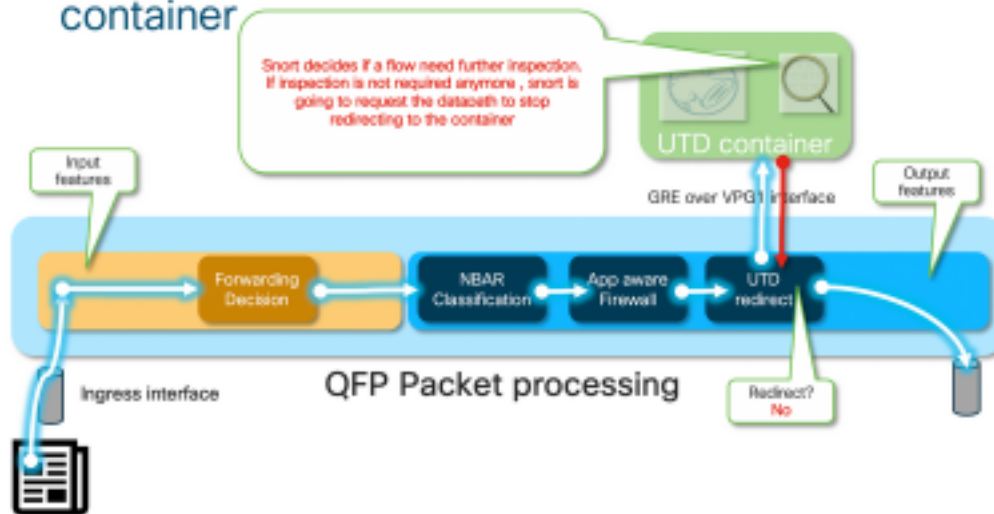 container
Snort decides if a flow need further inspection.
If inspection is not required anymore , snort is
going to request the datapath to stop
redirecting to the container
UTD container
Input
features
GRE over VPG1 interface
Output
features
Forwarding
Decision
NBAR
Classification
App aware
Firewall
UTD
redirect
Ingress interface
QFP Packet processing
Redirect?
No